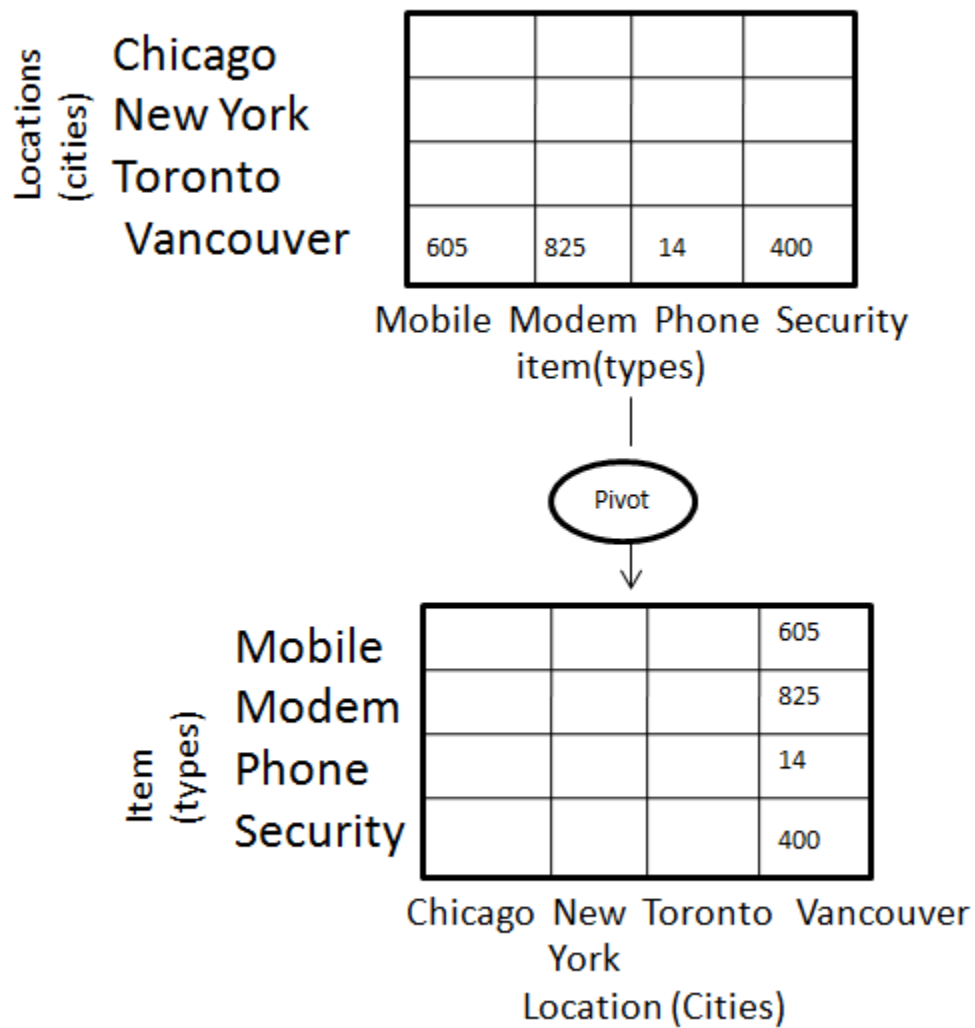 Locations
(cities)
Chicago
New York
Toronto
Vancouver
605 825 14 400
Mobile Modem Phone Security
item(types)
Pivot
Item
(types)
Mobile
Modem
Phone
Security
605
825
14
400
Chicago New Toronto Vancouver
York
Location (Cities)